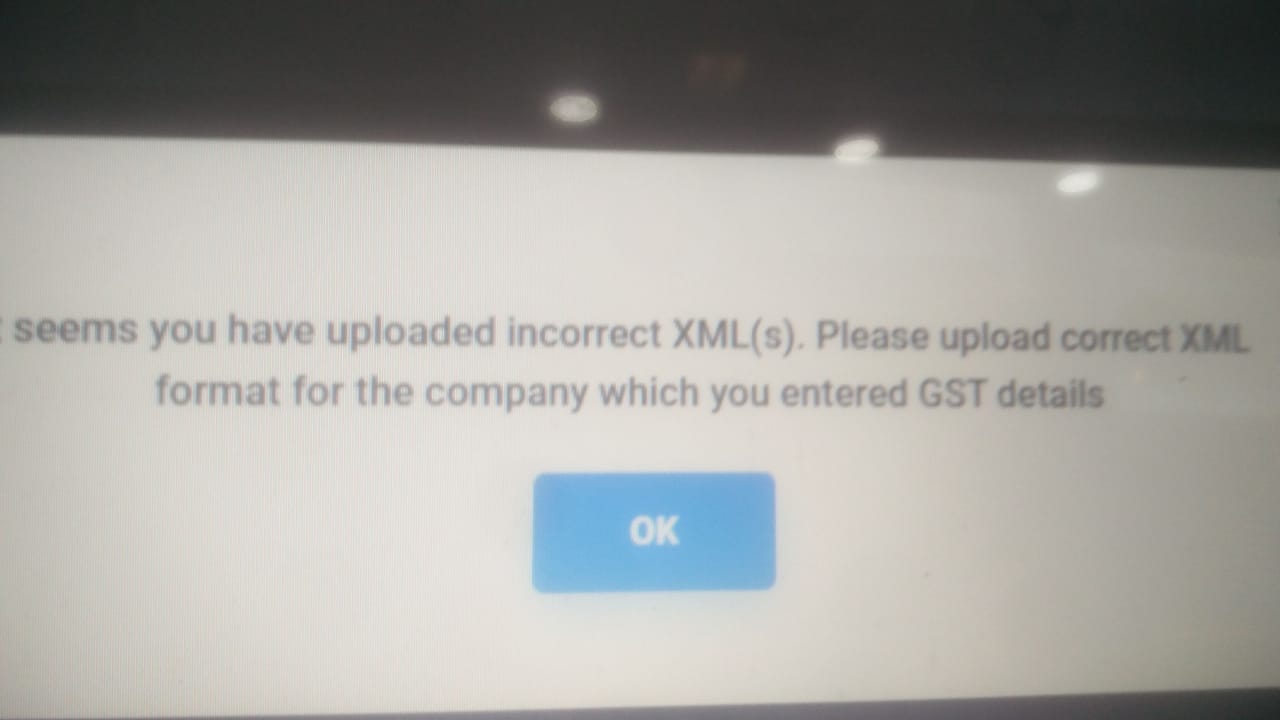 seems you have uploaded incorrect XML(s). Please upload correct XML
format for the company which you entered GST details
OK